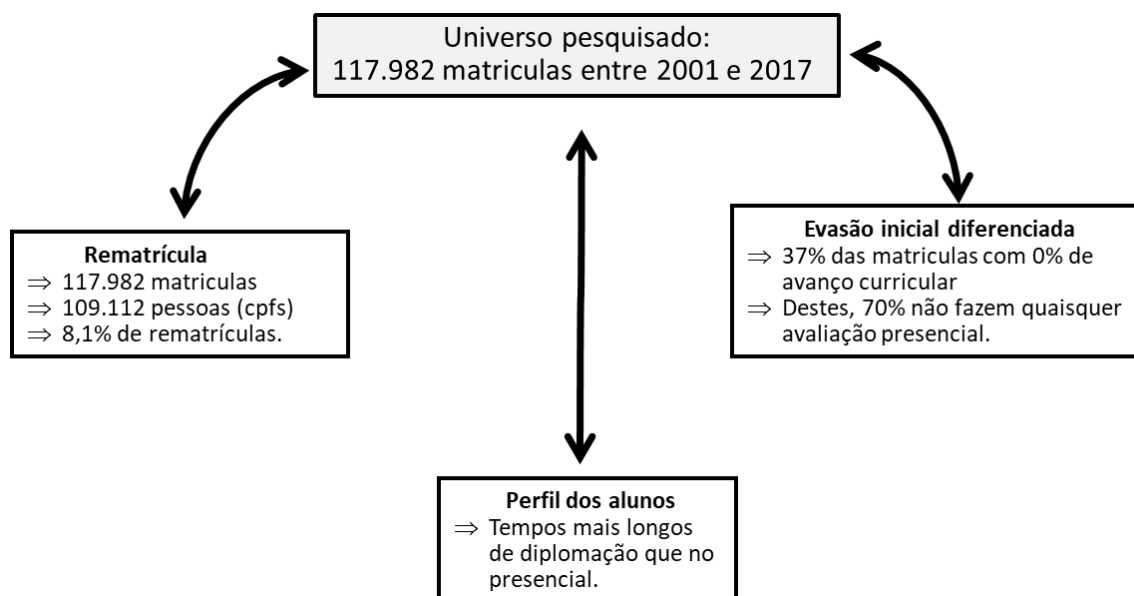 Universo pesquisado:
117.982 matriculas entre 2001 e 2017
Rematrícula
⇒ 117.982 matriculas
⇒ 109.112 pessoas (cpfs)
⇒ 8,1% de rematrículas.
Evasão inicial diferenciada
⇒ 37% das matriculas com 0% de
avanço curricular
⇒ Destes, 70% não fazem quaisquer
avaliação presencial.
Perfil dos alunos
⇒ Tempos mais longos
de diplomação que no
presencial.